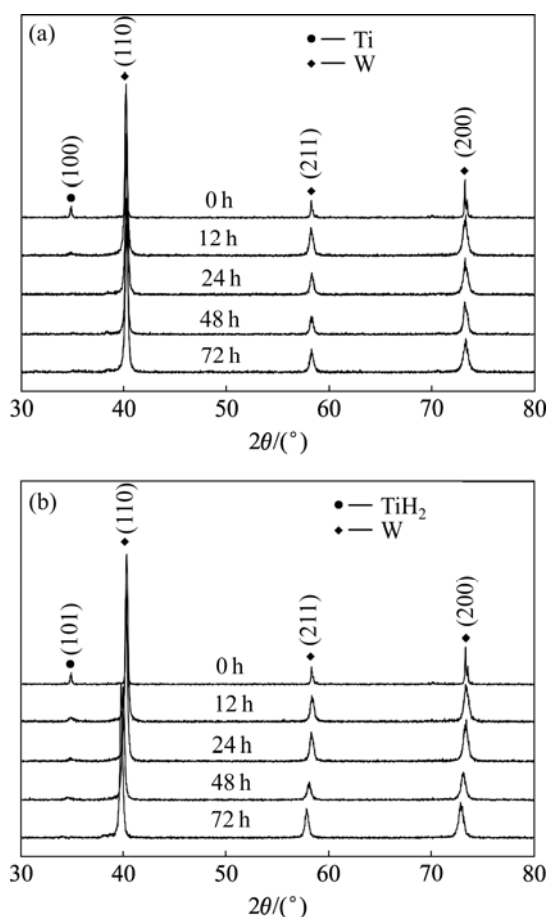 (a)
● — Ti
◆ — W
(100)
(110)
(211)
(200)
0 h
12 h
24 h
48 h
72 h
30 40 50 60 70 80
2θ/(°)
(b)
● — TiH₂
◆ — W
(101)
(110)
(211)
(200)
0 h
12 h
24 h
48 h
72 h
30 40 50 60 70 80
2θ/(°)